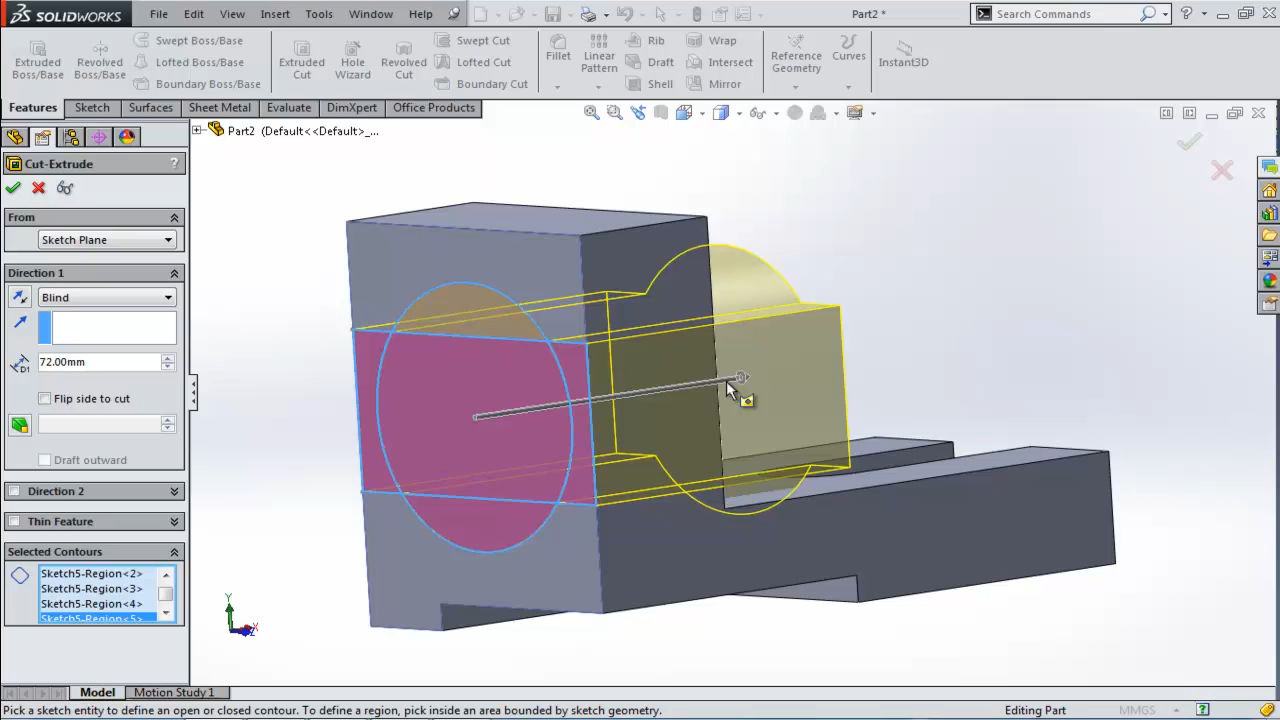 SOLIDWORKS File Edit View Insert Tools Window Help Part2 * Search Commands
Extruded Boss/Base
Revolved Boss/Base
Swept Boss/Base
Lofted Boss/Base
Boundary Boss/Base
Extruded Cut
Hole Wizard
Revolved Cut
Swept Cut
Lofted Cut
Boundary Cut
Fillet
Linear Pattern
Rib
Draft
Shell
Wrap
Intersect
Mirror
Reference Geometry
Curves
Instant3D
Features Sketch Surfaces Sheet Metal Evaluate DimXpert Office Products
Part2 (Default<<Default>_...
Cut-Extrude ?
From
Sketch Plane
Direction 1
Blind
D1
72.00mm
Flip side to cut
Draft outward
Direction 2
Thin Feature
Selected Contours
Sketch5-Region<2>
Sketch5-Region<3>
Sketch5-Region<4>
Sketch5-Region<5>
Y
X
Z
Model Motion Study 1
Pick a sketch entity to define an open or closed contour. To define a region, pick inside an area bounded by sketch geometry. Editing Part MMGS ?